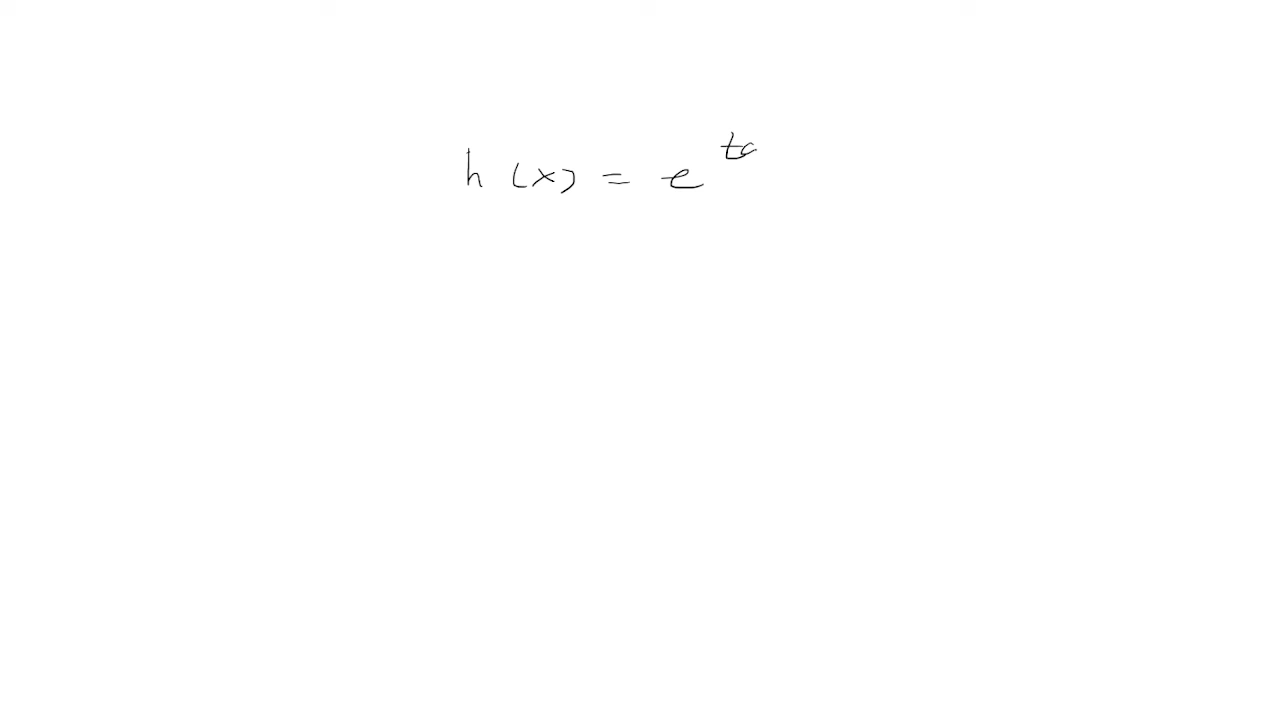 h (x) = e^ta